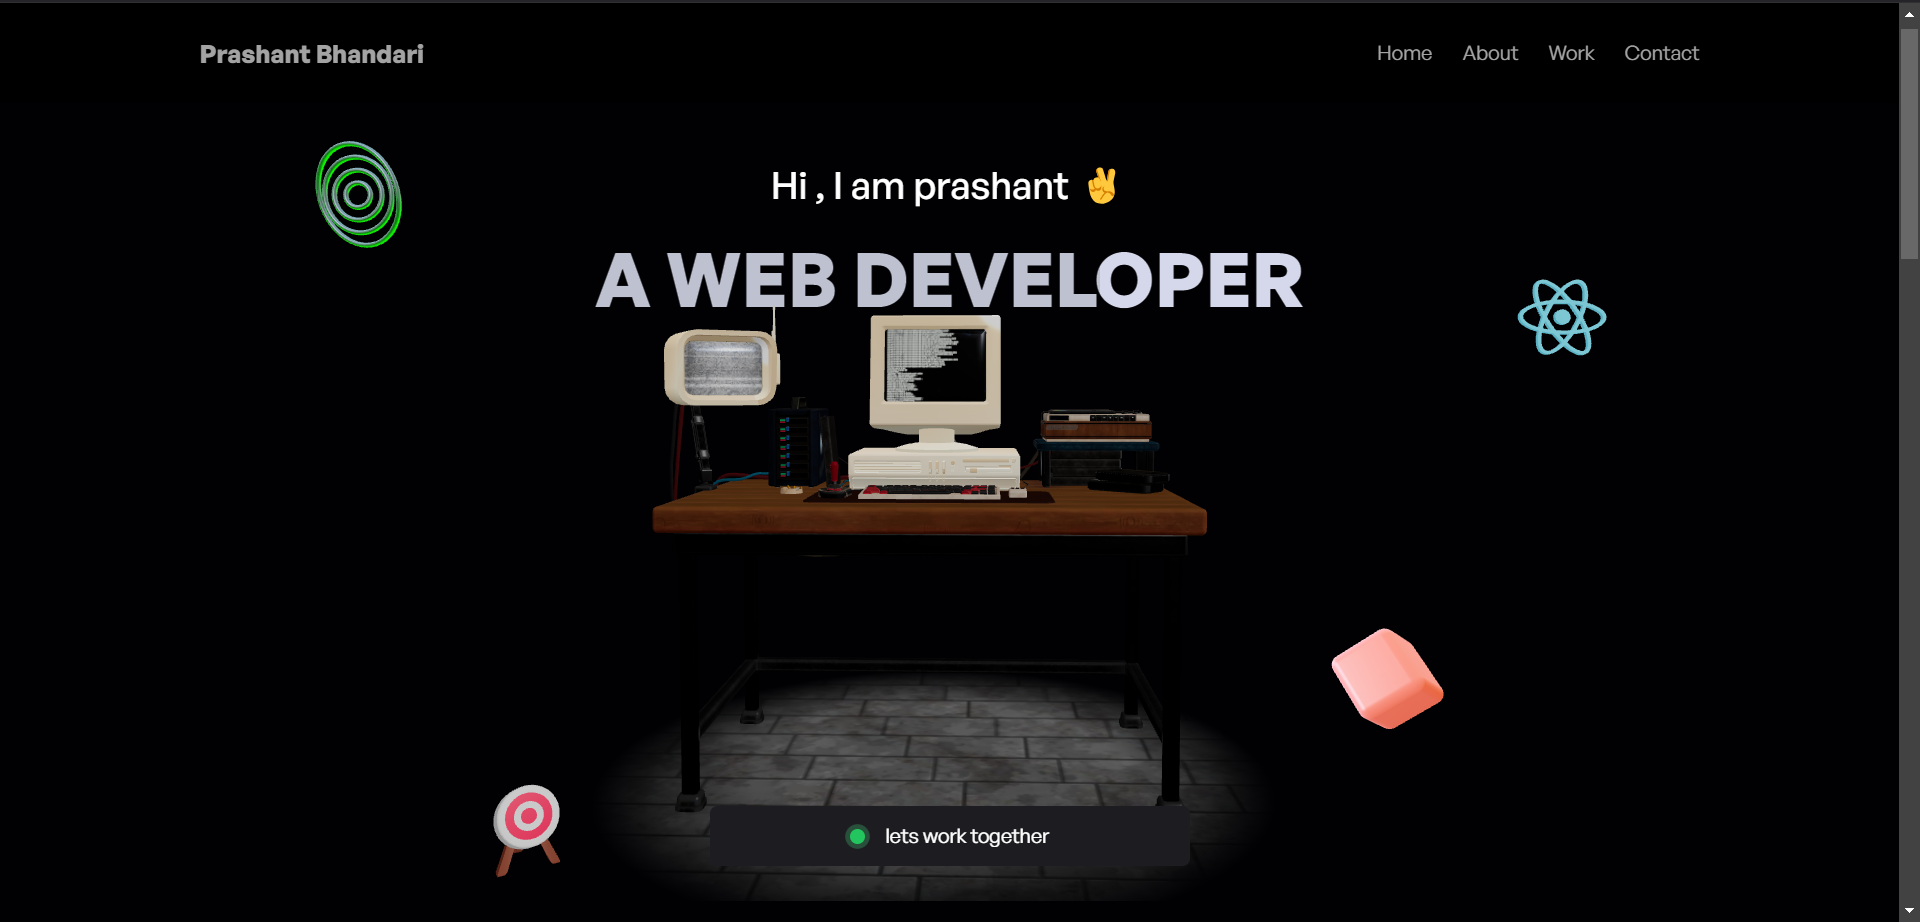 Prashant Bhandari
Home About Work Contact
Hi , I am prashant ✌
A WEB DEVELOPER
lets work together